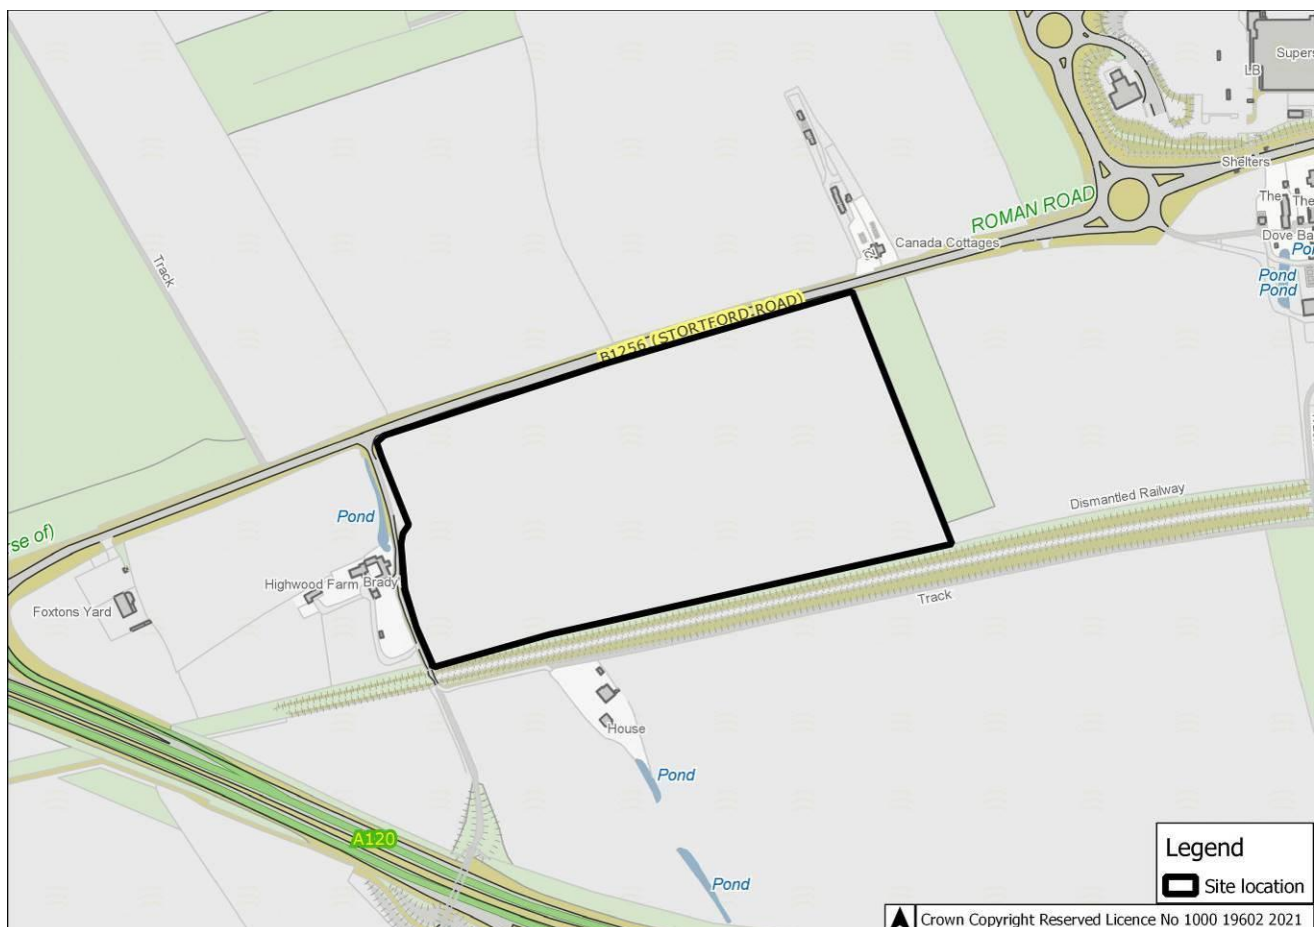 Supers
LB
Shelters
The The
Dove Ba
Pon
Pond
Pond
ROMAN ROAD
Canada Cottages
Track
B1256 (STORTFORD ROAD)
Dismantled Railway
Track
Pond
rse of)
Highwood Farm Brady
Foxtons Yard
House
Pond
A120
Pond
Legend
Site location
Crown Copyright Reserved Licence No 1000 19602 2021